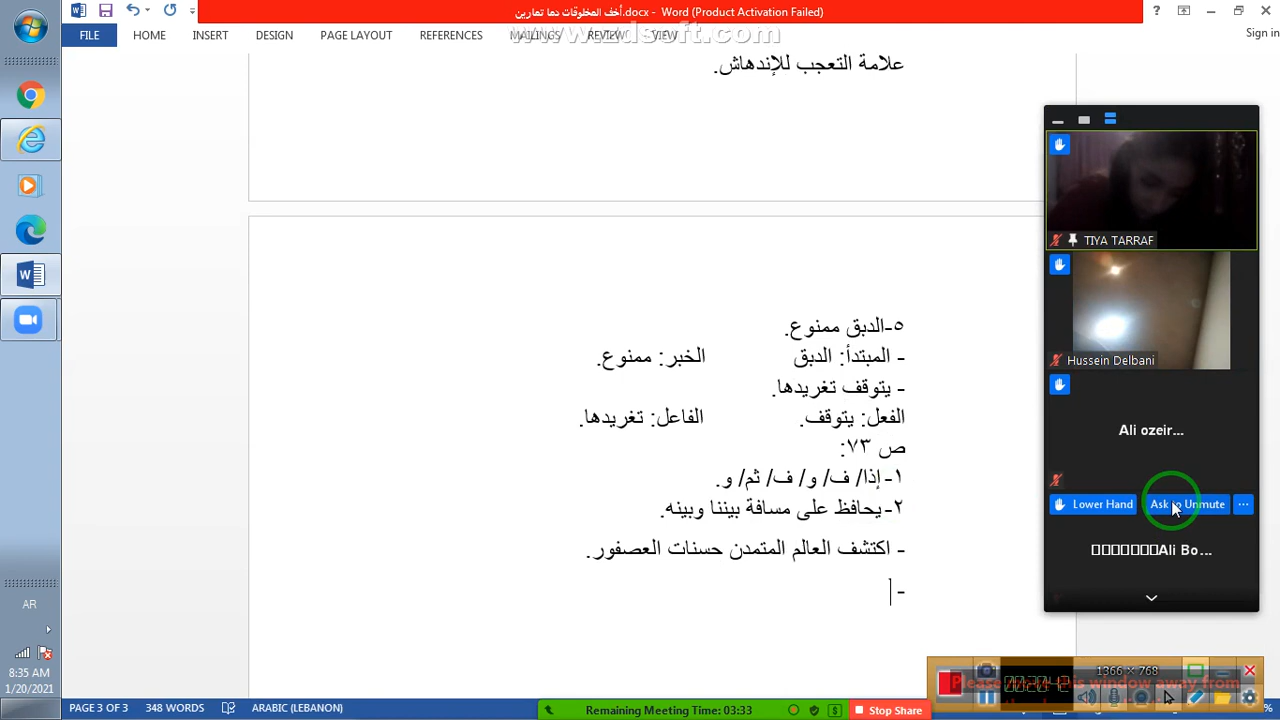 أخف المخلوقات دما تمارين.docx - Word (Product Activation Failed)
FILE
HOME
INSERT
DESIGN
PAGE LAYOUT
REFERENCES
MAILINGS
REVIEW
VIEW
Sign in
www.tdsoft.com
علامة التعجب للإندهاش.
٥-الدبق ممنوع.
- المبتدأ: الدبق الخبر: ممنوع.
- يتوقف تغريدها.
الفعل: يتوقف. الفاعل: تغريدها.
ص ٧٣:
١- إذا/ ف/ و/ ف/ ثم/ و.
٢- يحافظ على مسافة بيننا وبينه.
- اكتشف العالم المتمدن حسنات العصفور.
-
TIYA TARRAF
Hussein Delbani
Ali ozeir...
Lower Hand
Ask to Unmute
Ali Bo...
AR
8:35 AM
1/20/2021
1366 × 768
PAGE 3 OF 3
348 WORDS
ARABIC (LEBANON)
Remaining Meeting Time: 03:33
Stop Share